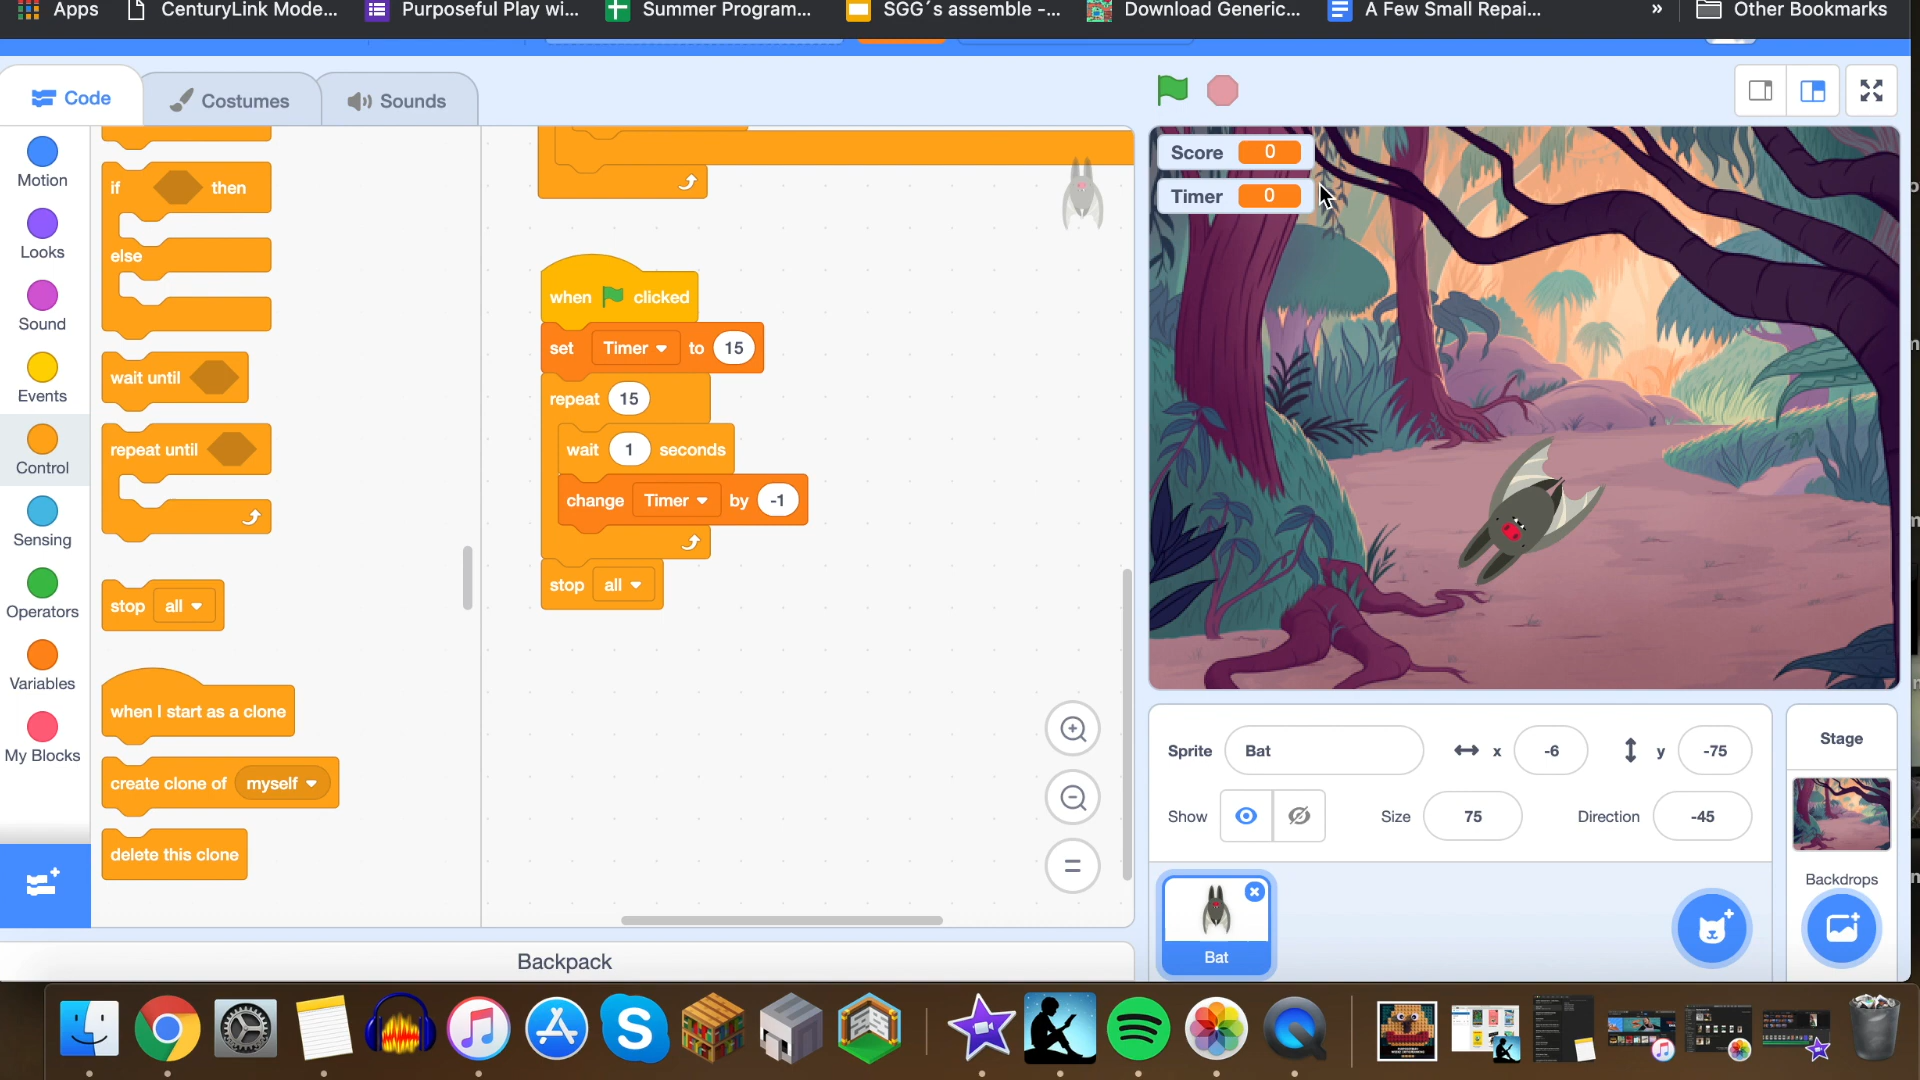 Apps CenturyLink Mode... Purposeful Play wi... Summer Program... SGG´s assemble -... Download Generic... A Few Small Repai... » Other Bookmarks
Code Costumes Sounds
Motion
Looks
Sound
Events
Control
Sensing
Operators
Variables
My Blocks
if then
else
wait until
repeat until
stop all
when I start as a clone
create clone of myself
delete this clone
when clicked
set Timer to 15
repeat 15
wait 1 seconds
change Timer by -1
stop all
Backpack
Score 0
Timer 0
Sprite Bat x -6 y -75
Show Size 75 Direction -45
Bat
Stage
Backdrops